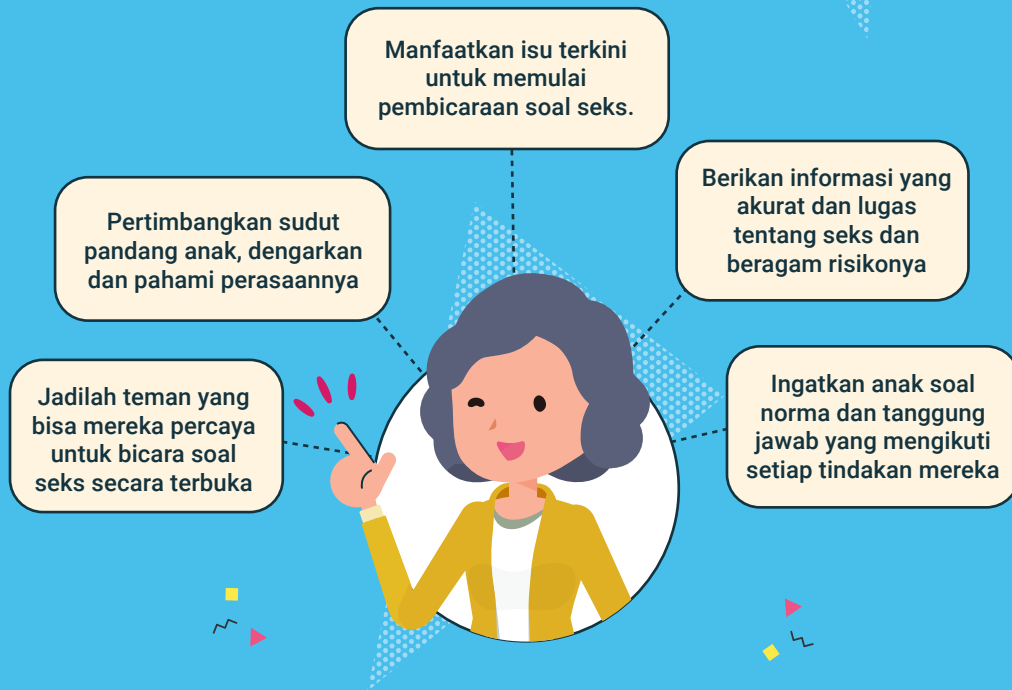 Manfaatkan isu terkini
untuk memulai
pembicaraan soal seks.
Pertimbangkan sudut
pandang anak, dengarkan
dan pahami perasaannya
Berikan informasi yang
akurat dan lugas
tentang seks dan
beragam risikonya
Jadilah teman yang
bisa mereka percaya
untuk bicara soal
seks secara terbuka
Ingatkan anak soal
norma dan tanggung
jawab yang mengikuti
setiap tindakan mereka